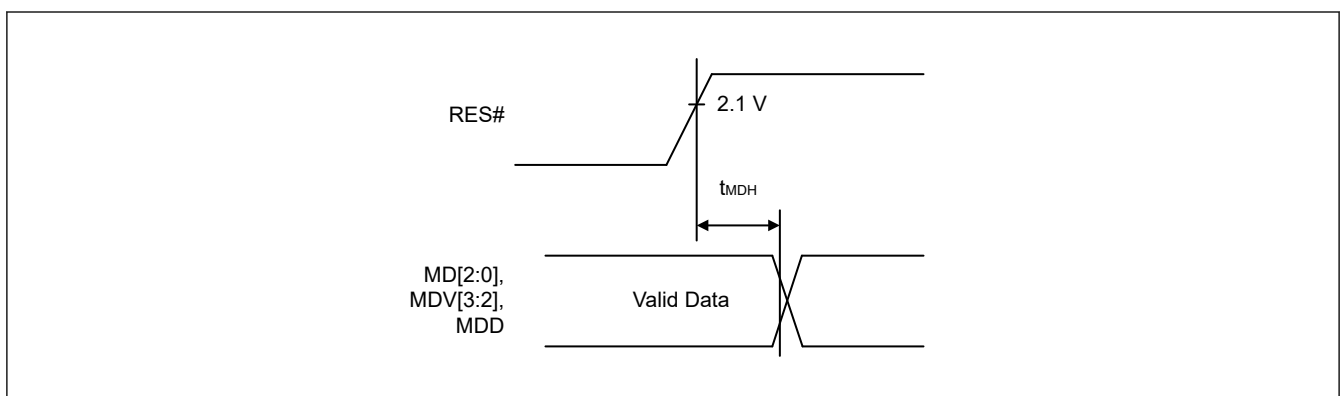 RES#
2.1 V
tMDH
MD[2:0],
MDV[3:2],
MDD
Valid Data